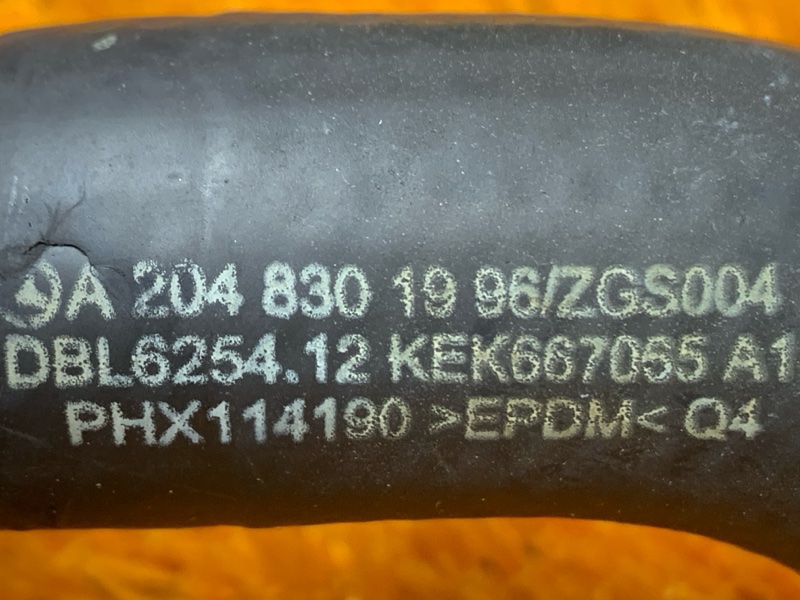 A 204 830 19 96/ZGS004
DBL6254.12 KEK667055 A1
PHX114190 >EPDM< Q4